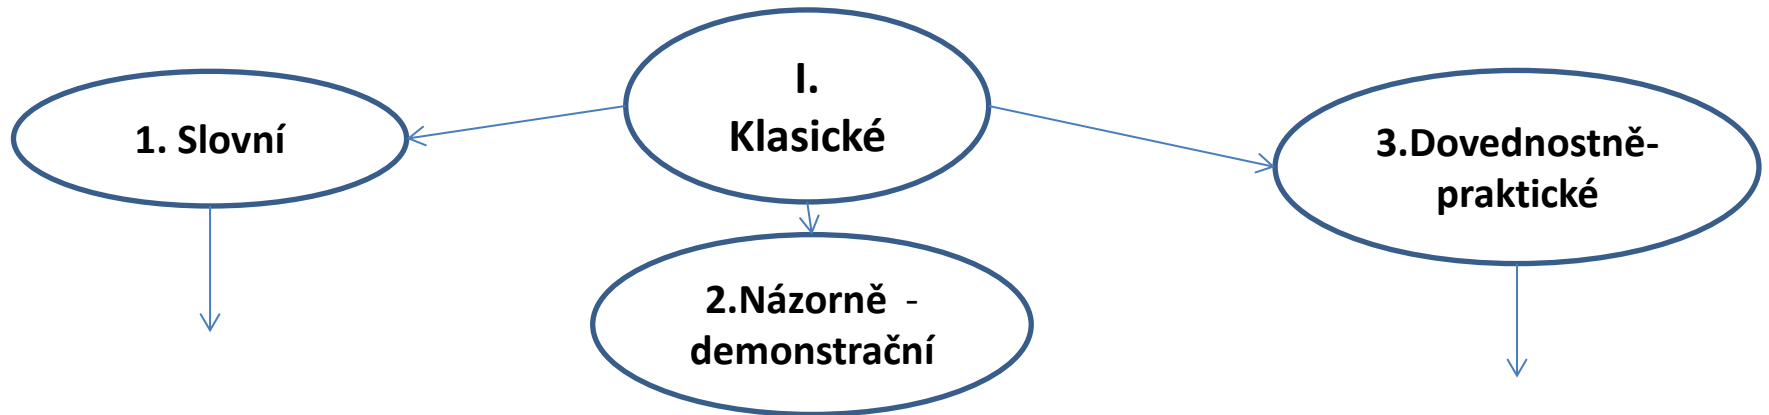 I.
Klasické
1. Slovní
3.Dovednostně-
praktické
2.Názorně -
demonstrační